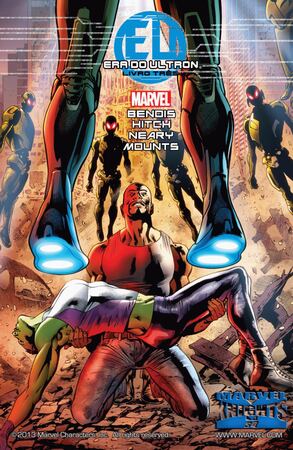 EU
ERA DO ULTRON
LIVRO TRÊS
MARVEL
BENDIS
HITCH
NEARY
MOUNTS
MARVEL
KNIGHTS
©2013 Marvel Characters, Inc. All rights reserved.
WWW.MARVEL.COM